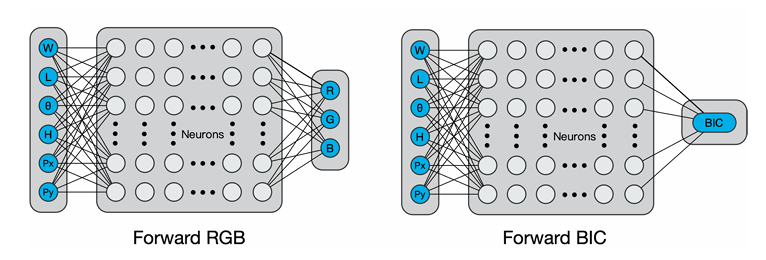 W
L
θ
H
Px
Py
Neurons
R
G
B
Forward RGB
W
L
θ
H
Px
Py
Neurons
BIC
Forward BIC